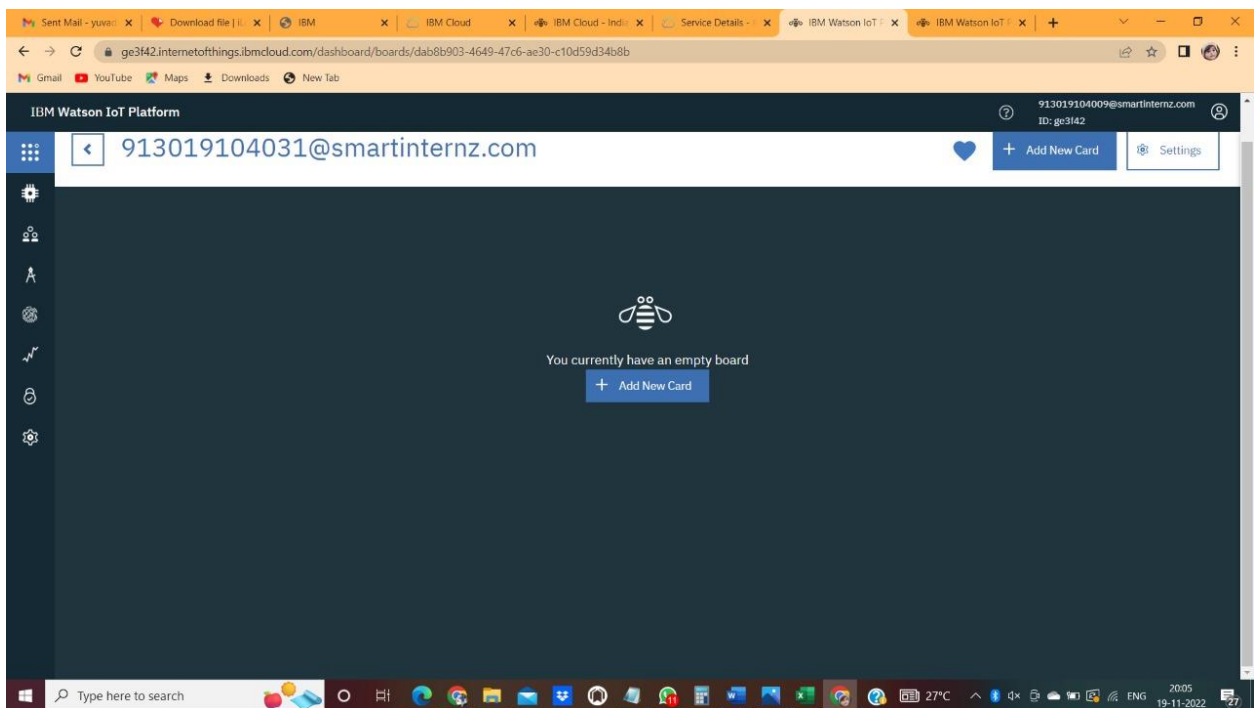 Sent Mail - yuvad
Download file | iL
IBM
IBM Cloud
IBM Cloud - India
Service Details -
IBM Watson IoT P
IBM Watson IoT P
ge3f42.internetofthings.ibmcloud.com/dashboard/boards/dab8b903-4649-47c6-ae30-c10d59d34b8b
Gmail YouTube Maps Downloads New Tab
IBM Watson IoT Platform
913019104009@smartinternz.com
ID: ge3f42
913019104031@smartinternz.com
+ Add New Card
Settings
You currently have an empty board
+ Add New Card
Type here to search
27°C
ENG
20:05
19-11-2022
27